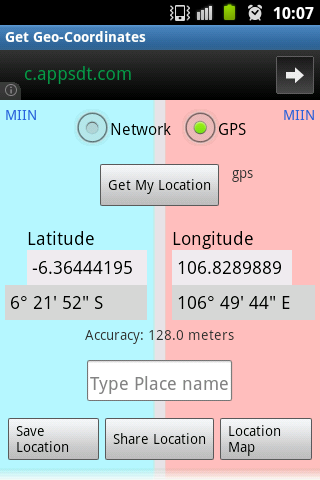 10:07
Get Geo-Coordinates
c.appsdt.com
MIIN
MIIN
Network
GPS
Get My Location
gps
Latitude
Longitude
-6.36444195
106.8289889
6° 21' 52" S
106° 49' 44" E
Accuracy: 128.0 meters
Type Place name
Save
Location
Share Location
Location
Map